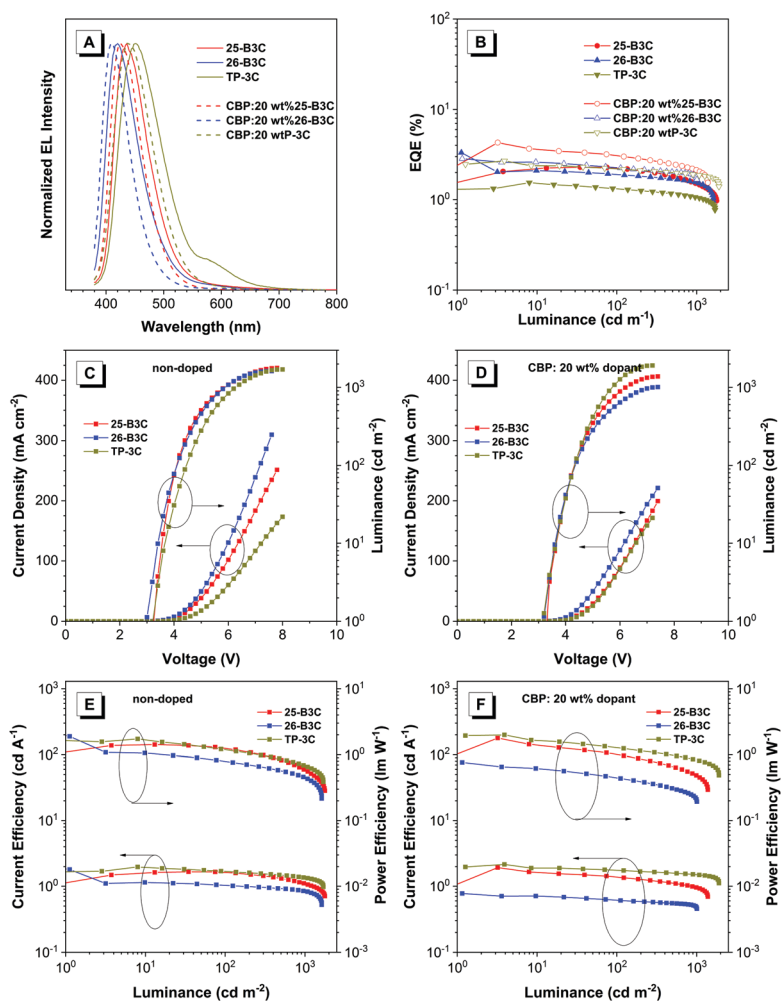 A
25-B3C
26-B3C
TP-3C
CBP:20 wt%25-B3C
CBP:20 wt%26-B3C
CBP:20 wtP-3C
Normalized EL Intensity
400 500 600 700 800
Wavelength (nm)
B
25-B3C
26-B3C
TP-3C
CBP:20 wt%25-B3C
CBP:20 wt%26-B3C
CBP:20 wtP-3C
EQE (%)
10²
10¹
10⁰
10⁻¹
10⁰ 10¹ 10² 10³
Luminance (cd m⁻¹)
C
non-doped
25-B3C
26-B3C
TP-3C
Current Density (mA cm⁻²)
400
300
200
100
0
Luminance (cd m⁻²)
10³
10²
10¹
10⁰
0 2 4 6 8 10
Voltage (V)
D
CBP: 20 wt% dopant
25-B3C
26-B3C
TP-3C
Current Density (mA cm⁻²)
400
300
200
100
0
Luminance (cd m⁻²)
10³
10²
10¹
10⁰
0 2 4 6 8 10
Voltage (V)
E
non-doped
25-B3C
26-B3C
TP-3C
Current Efficiency (cd A⁻¹)
10³
10²
10¹
10⁰
10⁻¹
Power Efficiency (lm W⁻¹)
10¹
10⁰
10⁻¹
10⁻²
10⁻³
10⁰ 10¹ 10² 10³
Luminance (cd m⁻²)
F
CBP: 20 wt% dopant
25-B3C
26-B3C
TP-3C
Current Efficiency (cd A⁻¹)
10³
10²
10¹
10⁰
10⁻¹
Power Efficiency (lm W⁻¹)
10¹
10⁰
10⁻¹
10⁻²
10⁻³
10⁰ 10¹ 10² 10³
Luminance (cd m⁻²)